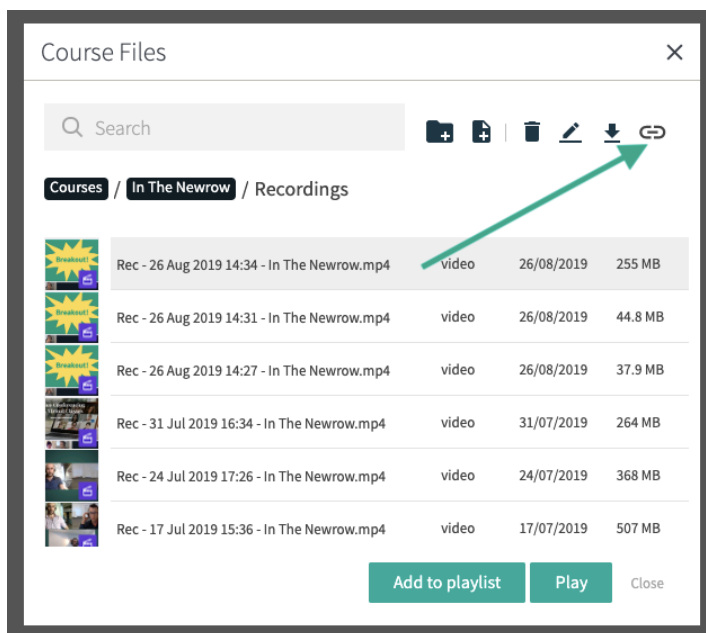 Course Files
Search
Courses / In The Newrow / Recordings
Breakout!
Rec - 26 Aug 2019 14:34 - In The Newrow.mp4 video 26/08/2019 255 MB
Breakout!
Rec - 26 Aug 2019 14:31 - In The Newrow.mp4 video 26/08/2019 44.8 MB
Breakout!
Rec - 26 Aug 2019 14:27 - In The Newrow.mp4 video 26/08/2019 37.9 MB
Rec - 31 Jul 2019 16:34 - In The Newrow.mp4 video 31/07/2019 264 MB
Rec - 24 Jul 2019 17:26 - In The Newrow.mp4 video 24/07/2019 368 MB
Rec - 17 Jul 2019 15:36 - In The Newrow.mp4 video 17/07/2019 507 MB
Add to playlist Play Close